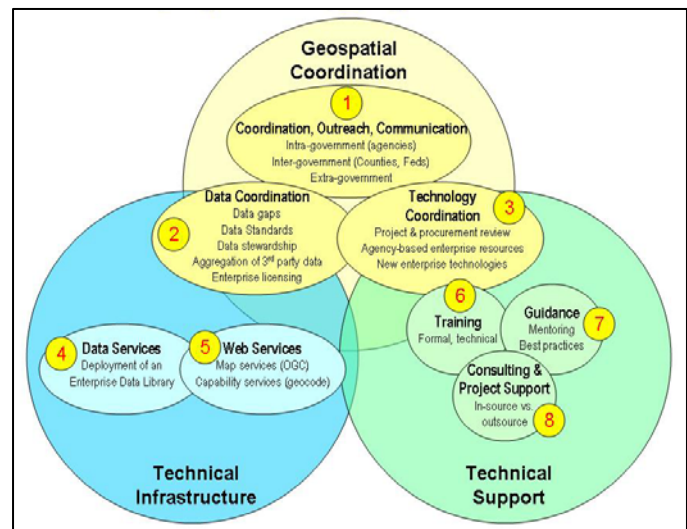 Geospatial
Coordination
1
Coordination, Outreach, Communication
Intra-government (agencies)
Inter-government (Counties, Feds)
Extra-government
2
Data Coordination
Data gaps
Data Standards
Data stewardship
Aggregation of 3rd party data
Enterprise licensing
3
Technology
Coordination
Project & procurement review
Agency-based enterprise resources
New enterprise technologies
4
Data Services
Deployment of an
Enterprise Data Library
5
Web Services
Map services (OGC)
Capability services (geocode)
6
Training
Formal, technical
Guidance
7
Mentoring
Best practices
Consulting &
Project Support
In-source vs.
outsource
8
Technical
Infrastructure
Technical
Support